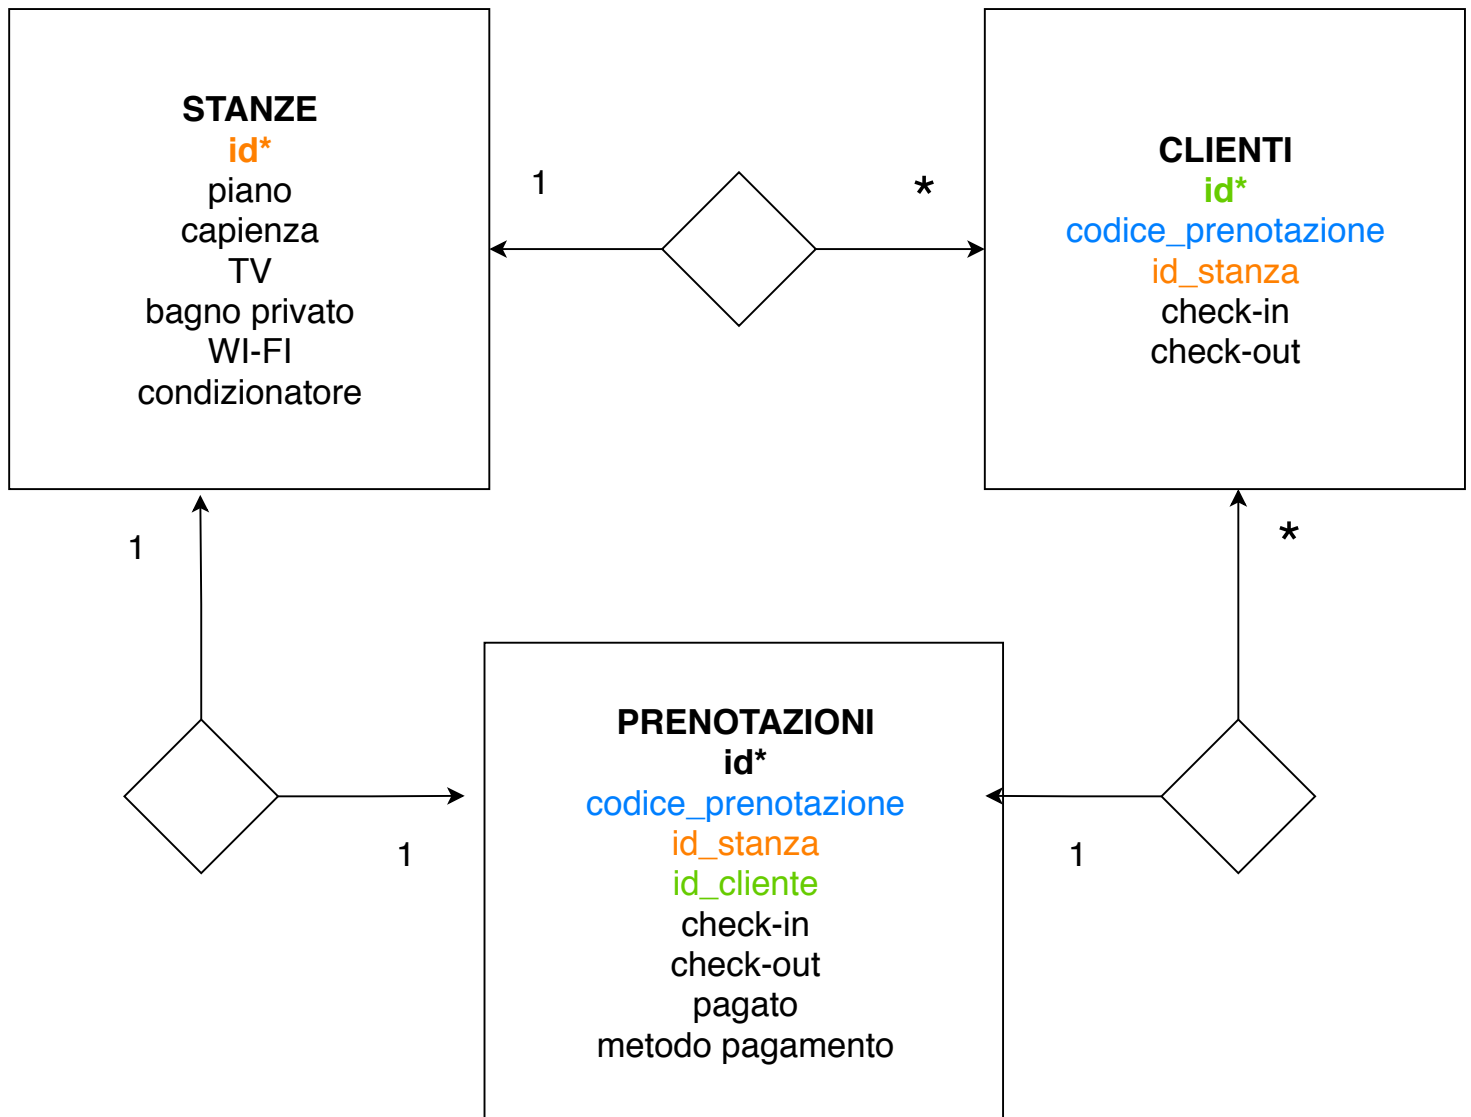 STANZE
id*
piano
capienza
TV
bagno privato
WI-FI
condizionatore
1
*
CLIENTI
id*
codice_prenotazione
id_stanza
check-in
check-out
1
*
PRENOTAZIONI
id*
codice_prenotazione
id_stanza
id_cliente
check-in
check-out
pagato
metodo pagamento
1
1